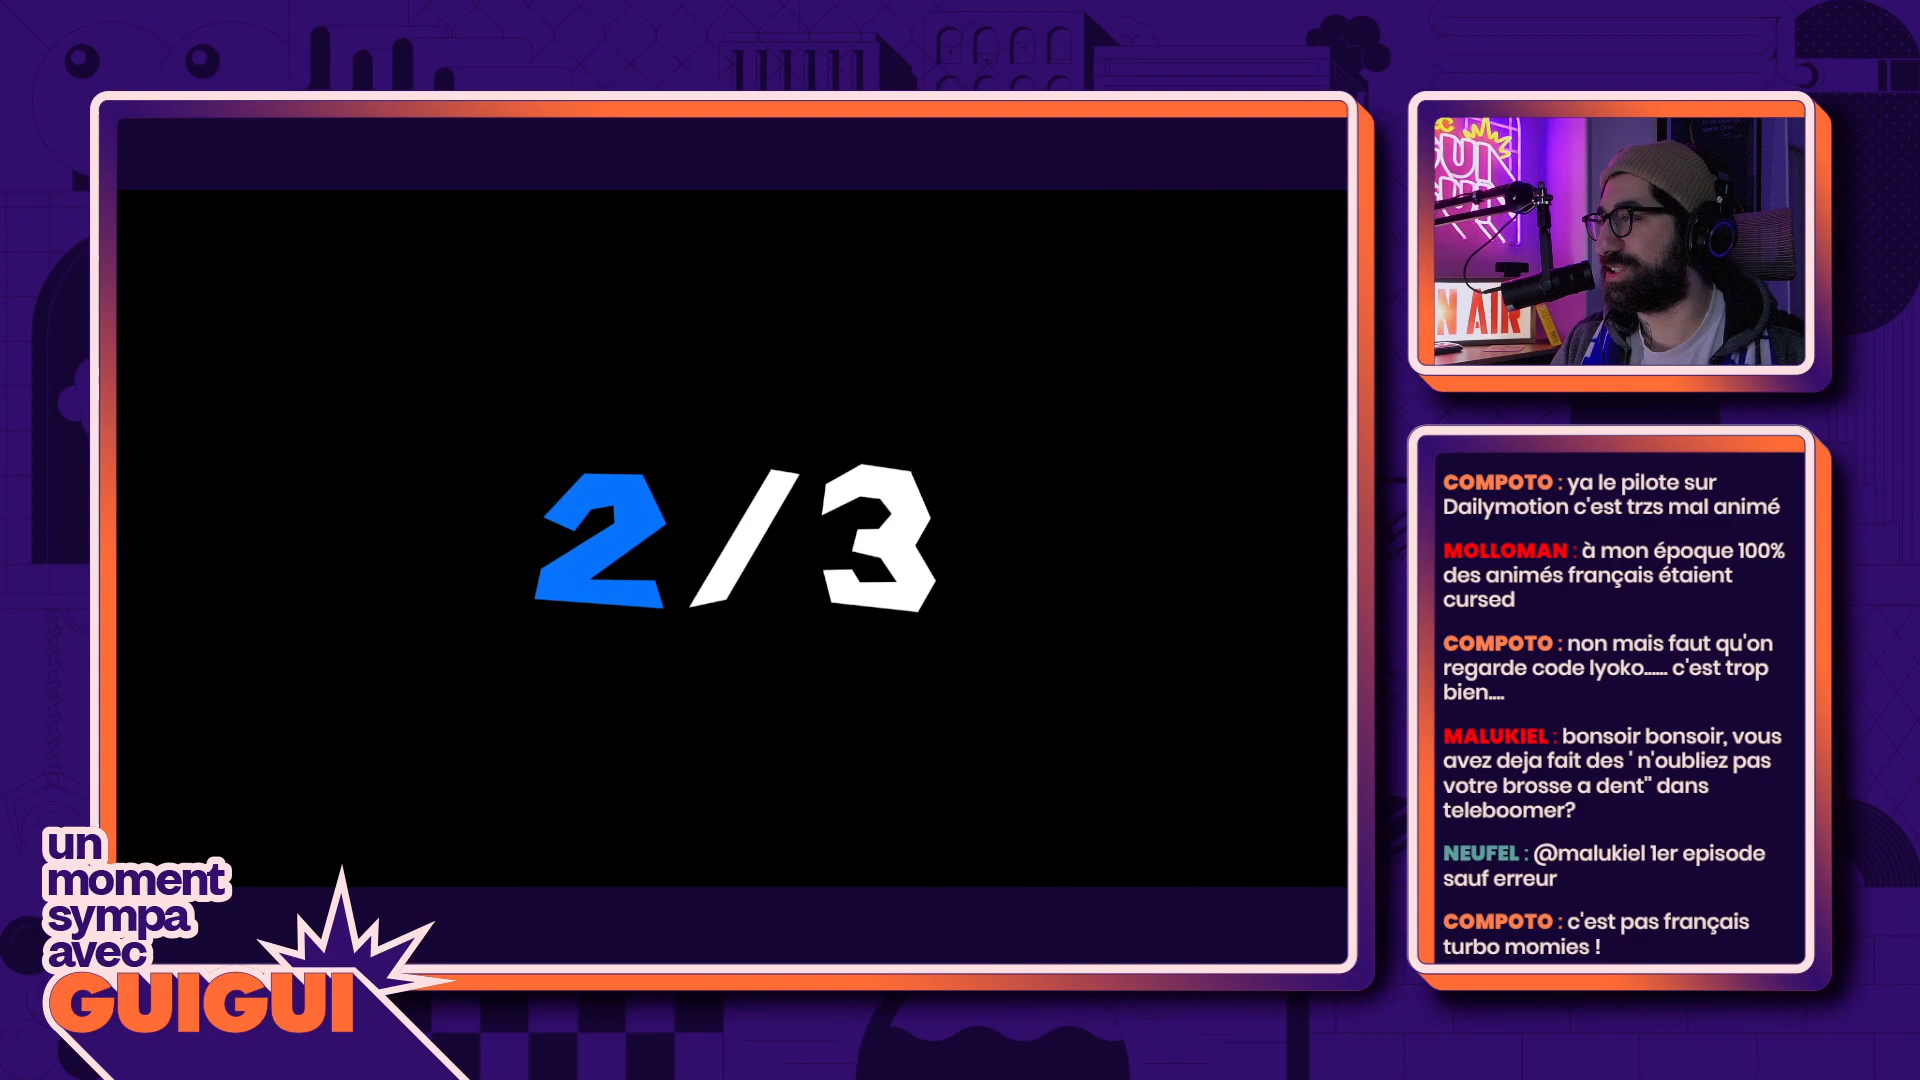 2/3
N AIR
COMPOTO : ya le pilote sur
Dailymotion c'est trzs mal animé
MOLLOMAN : à mon époque 100%
des animés français étaient
cursed
COMPOTO : non mais faut qu'on
regarde code lyoko...... c'est trop
bien....
MALUKIEL : bonsoir bonsoir, vous
avez deja fait des ' n'oubliez pas
votre brosse a dent" dans
teleboomer?
NEUFEL : @malukiel 1er episode
sauf erreur
COMPOTO : c'est pas français
turbo momies !
un
moment
sympa
avec
GUIGUI